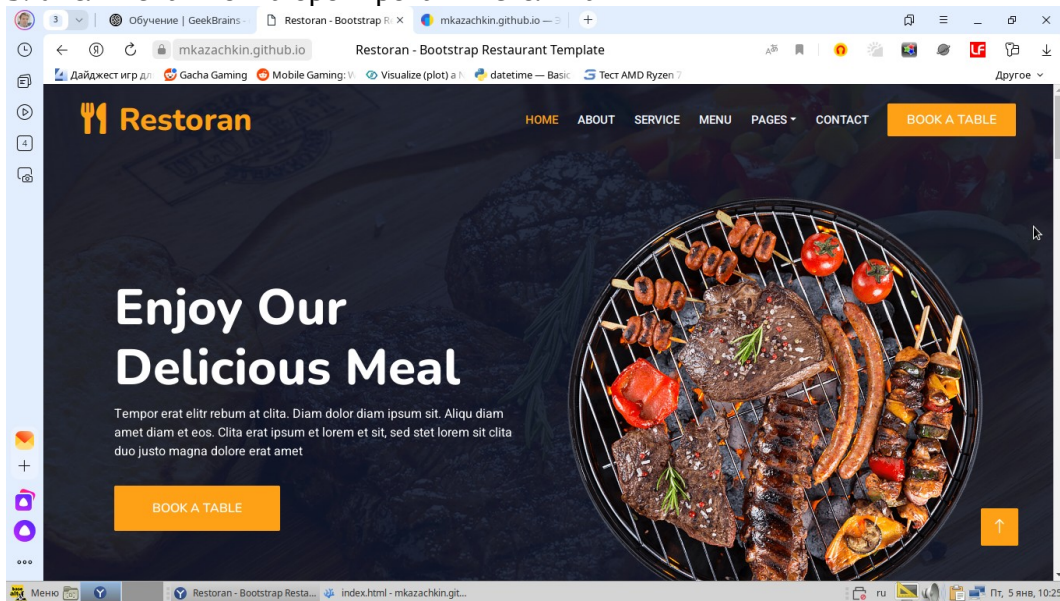 3
Обучение | GeekBrains -
Restoran - Bootstrap Re
mkazachkin.github.io — Э
mkazachkin.github.io
Restoran - Bootstrap Restaurant Template
Дайджест игр дл
Gacha Gaming
Mobile Gaming: V
Visualize (plot) a N
datetime — Basic
Тест AMD Ryzen 7
Другое
4
Restoran
HOME
ABOUT
SERVICE
MENU
PAGES
CONTACT
BOOK A TABLE
Enjoy Our
Delicious Meal
Tempor erat elitr rebum at clita. Diam dolor diam ipsum sit. Aliqu diam
amet diam et eos. Clita erat ipsum et lorem et sit, sed stet lorem sit clita
duo justo magna dolore erat amet
BOOK A TABLE
Меню
Restoran - Bootstrap Resta...
index.html - mkazachkin.git...
ru
Пт, 5 янв, 10:23